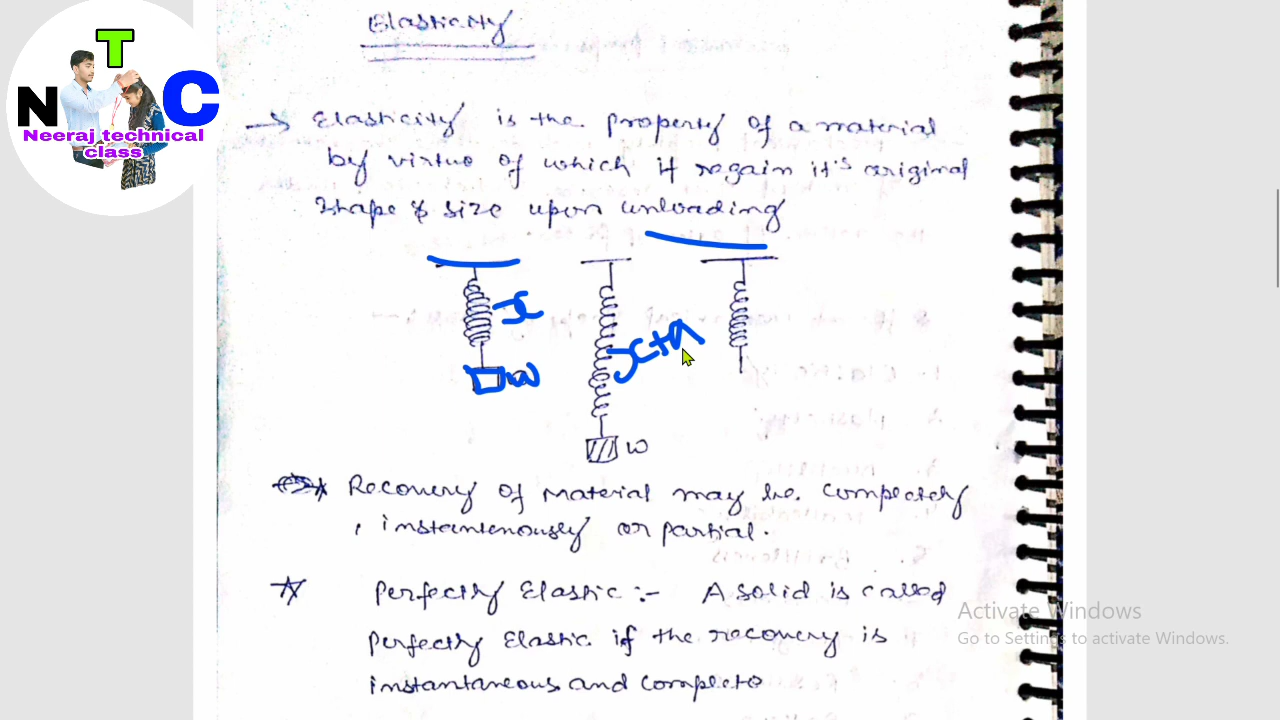 Elasticity
T
N C
Neeraj technical
class
→ Elasticity is the property of a material
by virtue of which it regain it's original
shape & size upon unloading
x
x+n
w
w
Recovery of Material may be completely
, instantenously or partial.
☆ Perfectly Elastic :- A solid is called
perfectly Elastic if the recovery is
instantaneous and complete
Activate Windows
Go to Settings to activate Windows.